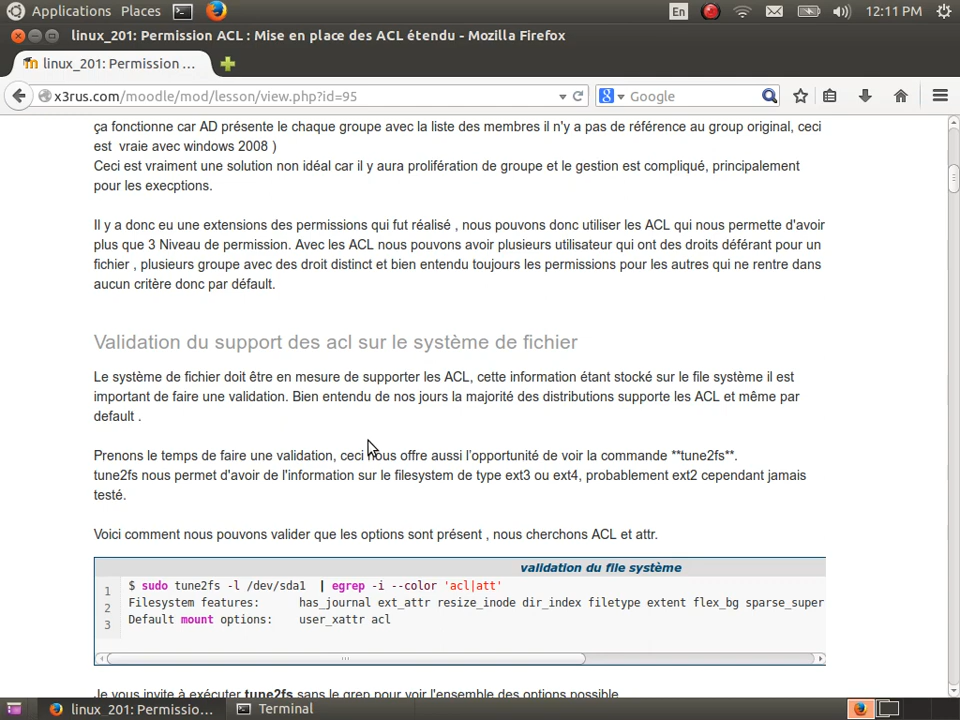 Applications Places En 12:11 PM
linux_201: Permission ACL : Mise en place des ACL étendu - Mozilla Firefox
linux_201: Permission ...
x3rus.com/moodle/mod/lesson/view.php?id=95 Google
ça fonctionne car AD présente le chaque groupe avec la liste des membres il n'y a pas de référence au group original, ceci
est vraie avec windows 2008 )
Ceci est vraiment une solution non idéal car il y aura prolifération de groupe et le gestion est compliqué, principalement
pour les execptions.
Il y a donc eu une extensions des permissions qui fut réalisé , nous pouvons donc utiliser les ACL qui nous permette d'avoir
plus que 3 Niveau de permission. Avec les ACL nous pouvons avoir plusieurs utilisateur qui ont des droits déférant pour un
fichier , plusieurs groupe avec des droit distinct et bien entendu toujours les permissions pour les autres qui ne rentre dans
aucun critère donc par défault.
Validation du support des acl sur le système de fichier
Le système de fichier doit être en mesure de supporter les ACL, cette information étant stocké sur le file système il est
important de faire une validation. Bien entendu de nos jours la majorité des distributions supporte les ACL et même par
default .
Prenons le temps de faire une validation, ceci nous offre aussi l'opportunité de voir la commande **tune2fs**.
tune2fs nous permet d'avoir de l'information sur le filesystem de type ext3 ou ext4, probablement ext2 cependant jamais
testé.
Voici comment nous pouvons valider que les options sont présent , nous cherchons ACL et attr.
validation du file système
1 $ sudo tune2fs -l /dev/sda1 | egrep -i --color 'acl|att'
2 Filesystem features: has_journal ext_attr resize_inode dir_index filetype extent flex_bg sparse_super
3 Default mount options: user_xattr acl
Je vous invite à exécuter tune2fs sans le grep pour voir l'ensemble des options possible
linux_201: Permissio... Terminal